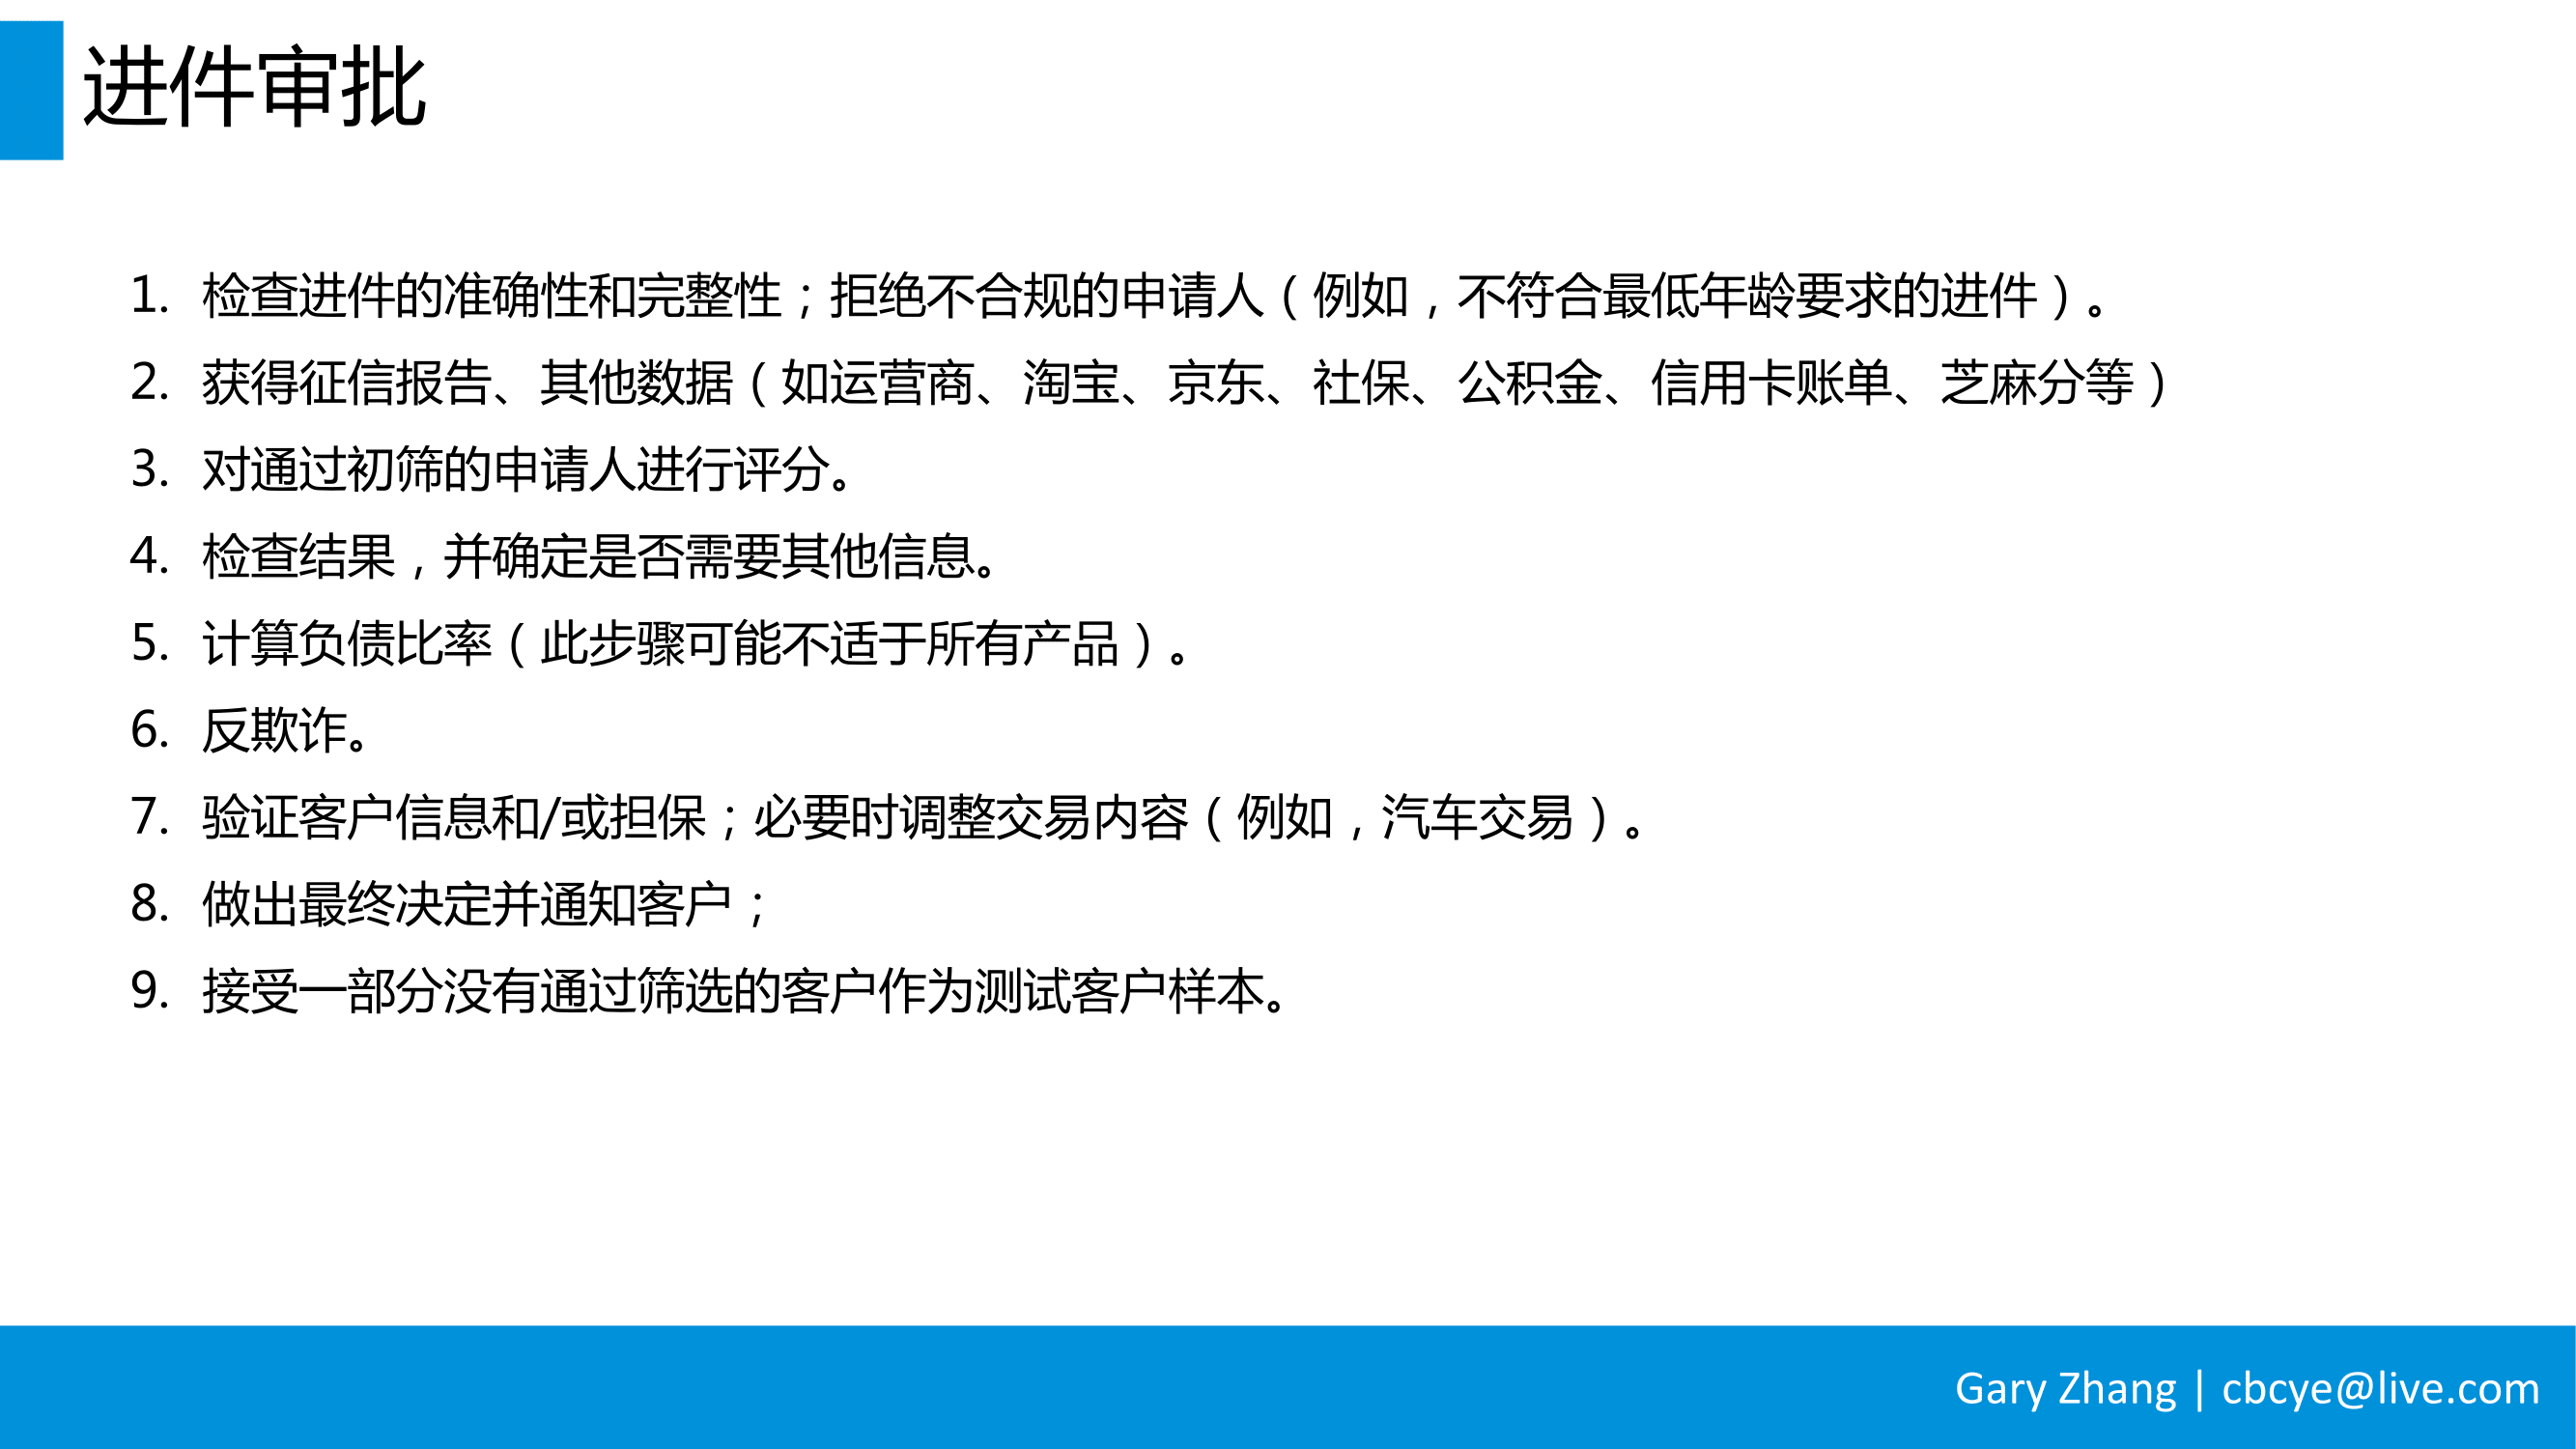 进件审批
1. 检查进件的准确性和完整性；拒绝不合规的申请人（例如，不符合最低年龄要求的进件）。
2. 获得征信报告、其他数据（如运营商、淘宝、京东、社保、公积金、信用卡账单、芝麻分等）
3. 对通过初筛的申请人进行评分。
4. 检查结果，并确定是否需要其他信息。
5. 计算负债比率（此步骤可能不适于所有产品）。
6. 反欺诈。
7. 验证客户信息和/或担保；必要时调整交易内容（例如，汽车交易）。
8. 做出最终决定并通知客户；
9. 接受一部分没有通过筛选的客户作为测试客户样本。
Gary Zhang | cbcye@live.com